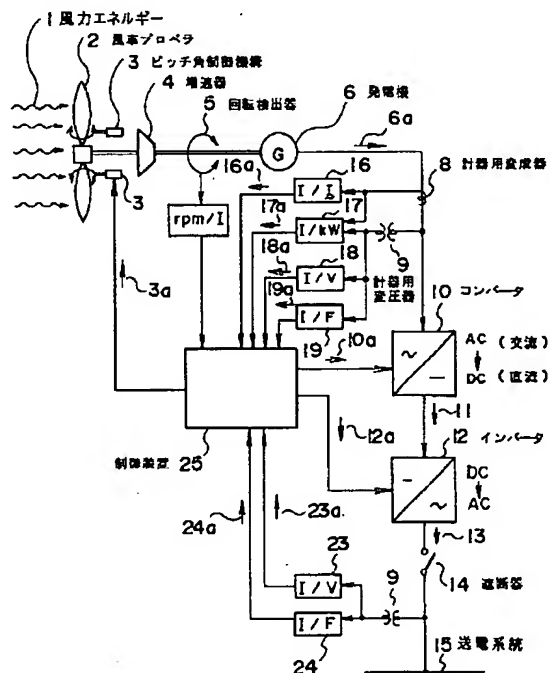 1 風力エネルギー
2 風車プロペラ
3 ピッチ角制御機構
4 増速器
5 回転検出器
6 発電機
6a
G
16a
I/I
16
8 計器用変成器
3
rpm/I
17a
I/kW
17
18a
I/V
18
9
計器用変圧器
3a
19a
I/F
19
10a
10 コンバータ
AC (交流)
DC (直流)
11
制御装置 25
12a
12 インバータ
DC
AC
24a
23a
13
23
I/V
14 遮断器
9
I/F
24
15 送電系統